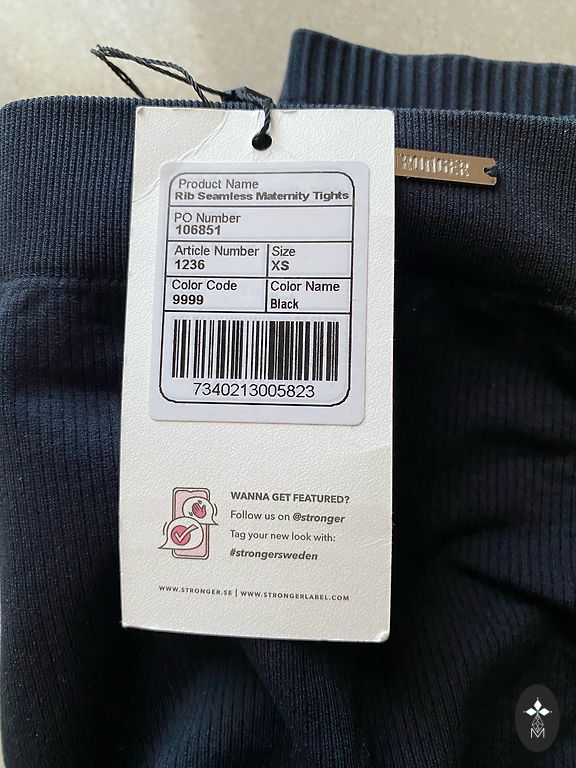 TRONGER
Product Name
Rib Seamless Maternity Tights
PO Number
106851
Article Number
1236
Size
XS
Color Code
9999
Color Name
Black
7340213005823
WANNA GET FEATURED?
Follow us on @stronger
Tag your new look with:
#strongersweden
WWW.STRONGER.SE | WWW.STRONGERLABEL.COM
M